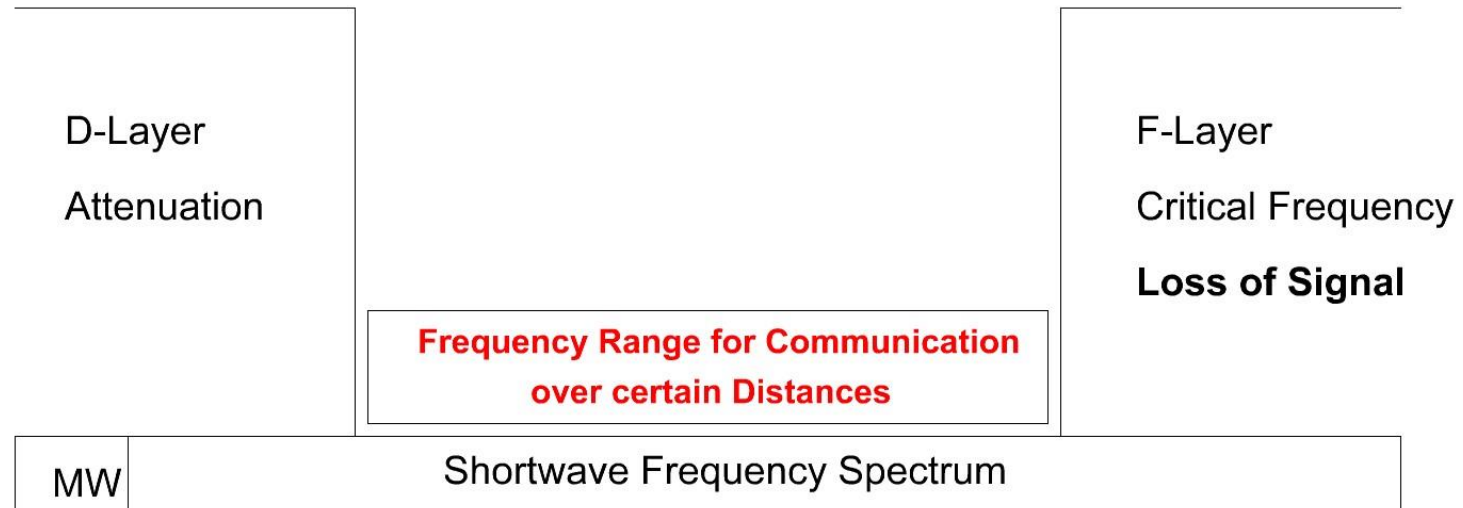 D-Layer
Attenuation
F-Layer
Critical Frequency
Loss of Signal
Frequency Range for Communication
over certain Distances
MW
Shortwave Frequency Spectrum